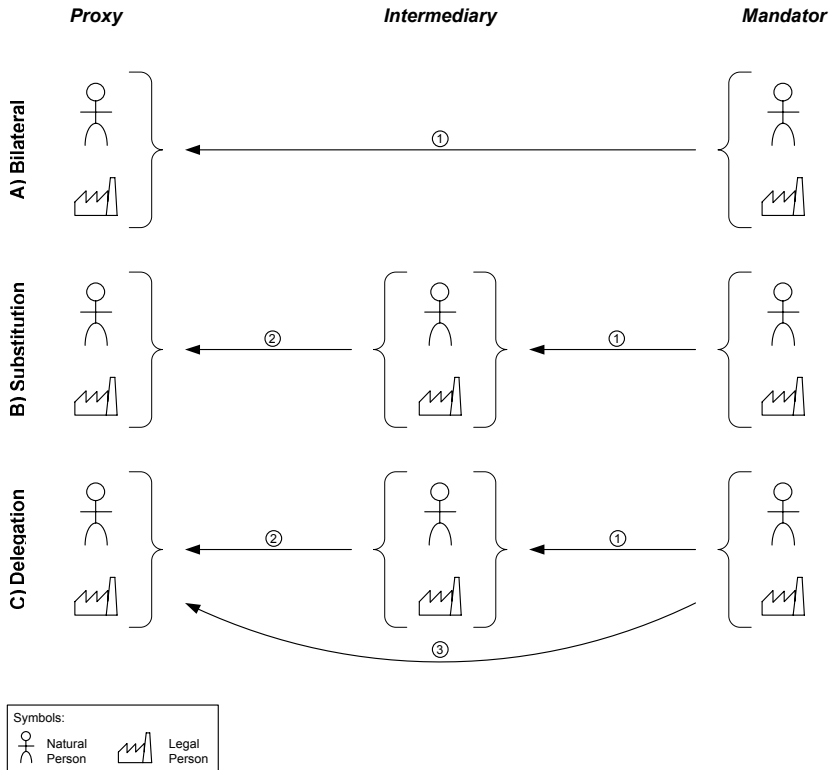 Proxy Intermediary Mandator
A) Bilateral
1
B) Substitution
2 1
C) Delegation
2 1
3
Symbols:
Natural Person
Legal Person